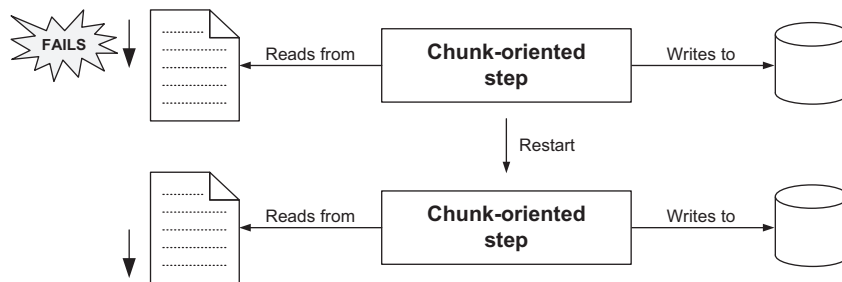 FAILS
Reads from
Chunk-oriented
step
Writes to
Restart
Reads from
Chunk-oriented
step
Writes to